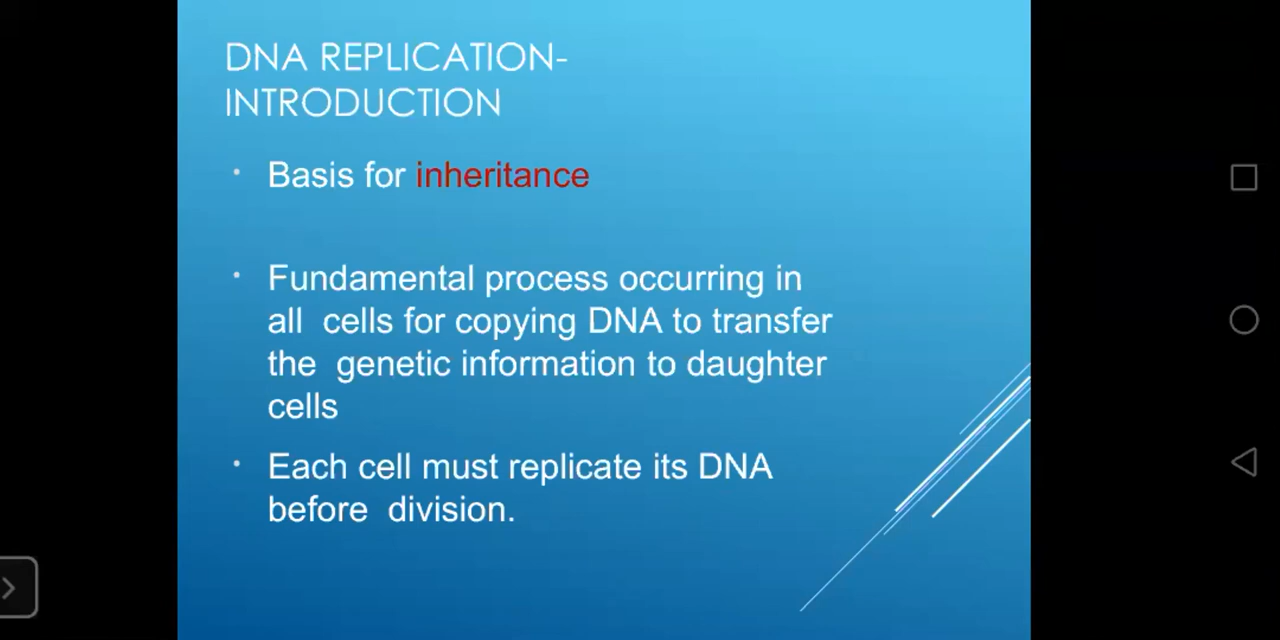 DNA REPLICATION-
INTRODUCTION
• Basis for inheritance
• Fundamental process occurring in
all cells for copying DNA to transfer
the genetic information to daughter
cells
• Each cell must replicate its DNA
before division.